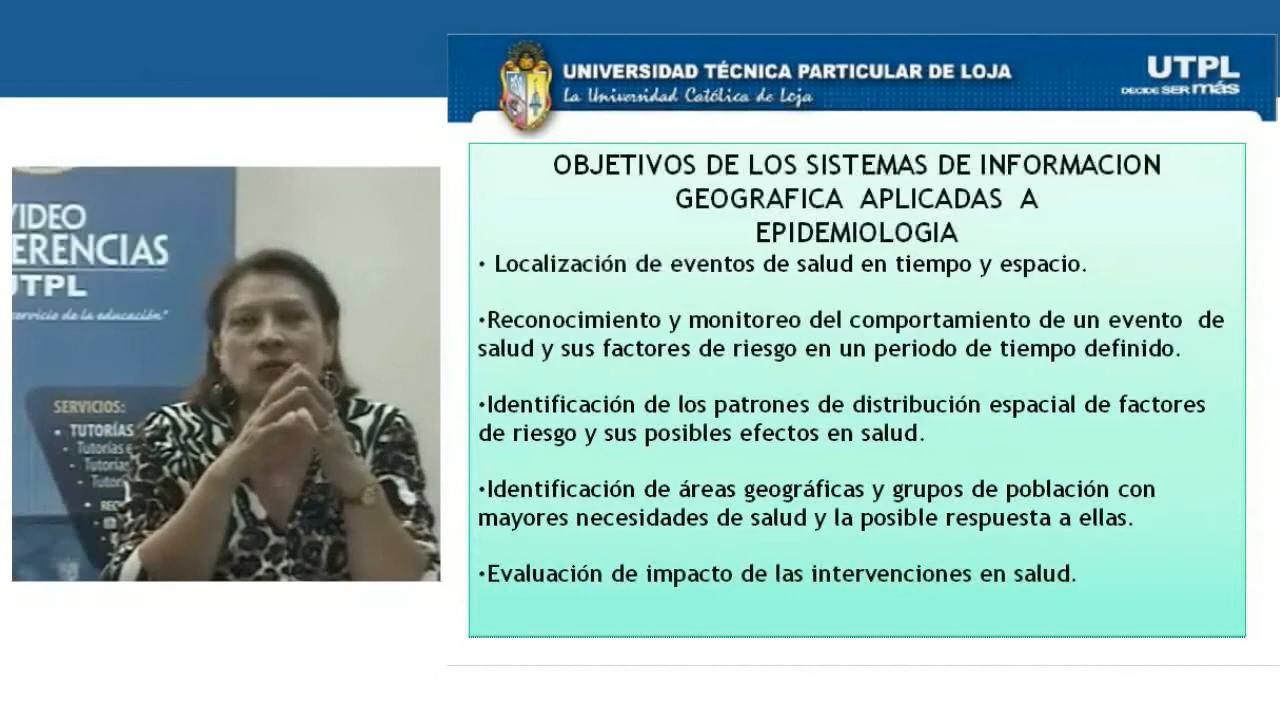 UNIVERSIDAD TÉCNICA PARTICULAR DE LOJA
La Universidad Católica de Loja
UTPL
DECIDE SER más
OBJETIVOS DE LOS SISTEMAS DE INFORMACION
GEOGRAFICA APLICADAS A
EPIDEMIOLOGIA
• Localización de eventos de salud en tiempo y espacio.
•Reconocimiento y monitoreo del comportamiento de un evento de
salud y sus factores de riesgo en un periodo de tiempo definido.
•Identificación de los patrones de distribución espacial de factores
de riesgo y sus posibles efectos en salud.
•Identificación de áreas geográficas y grupos de población con
mayores necesidades de salud y la posible respuesta a ellas.
•Evaluación de impacto de las intervenciones en salud.
VIDEO
ERENCIAS
UTPL
servicio de la educación"
SERVICIOS:
• TUTORÍAS
- Tutorías e
- Tutorías
- Tutor